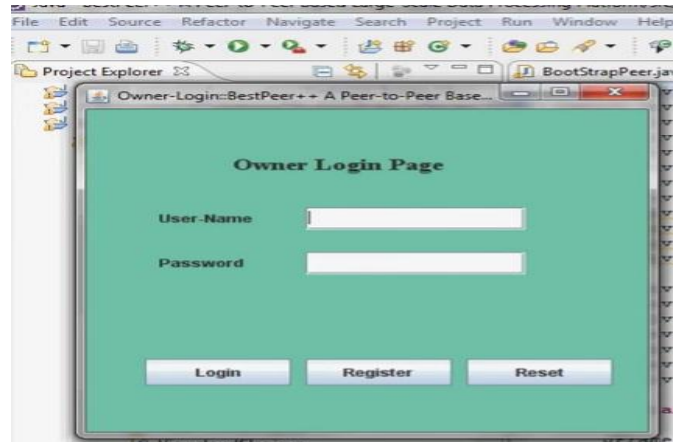 File Edit Source Refactor Navigate Search Project Run Window Help
Project Explorer
BootStrapPeer.jav
Owner-Login::BestPeer++ A Peer-to-Peer Base...
Owner Login Page
User-Name
Password
Login Register Reset